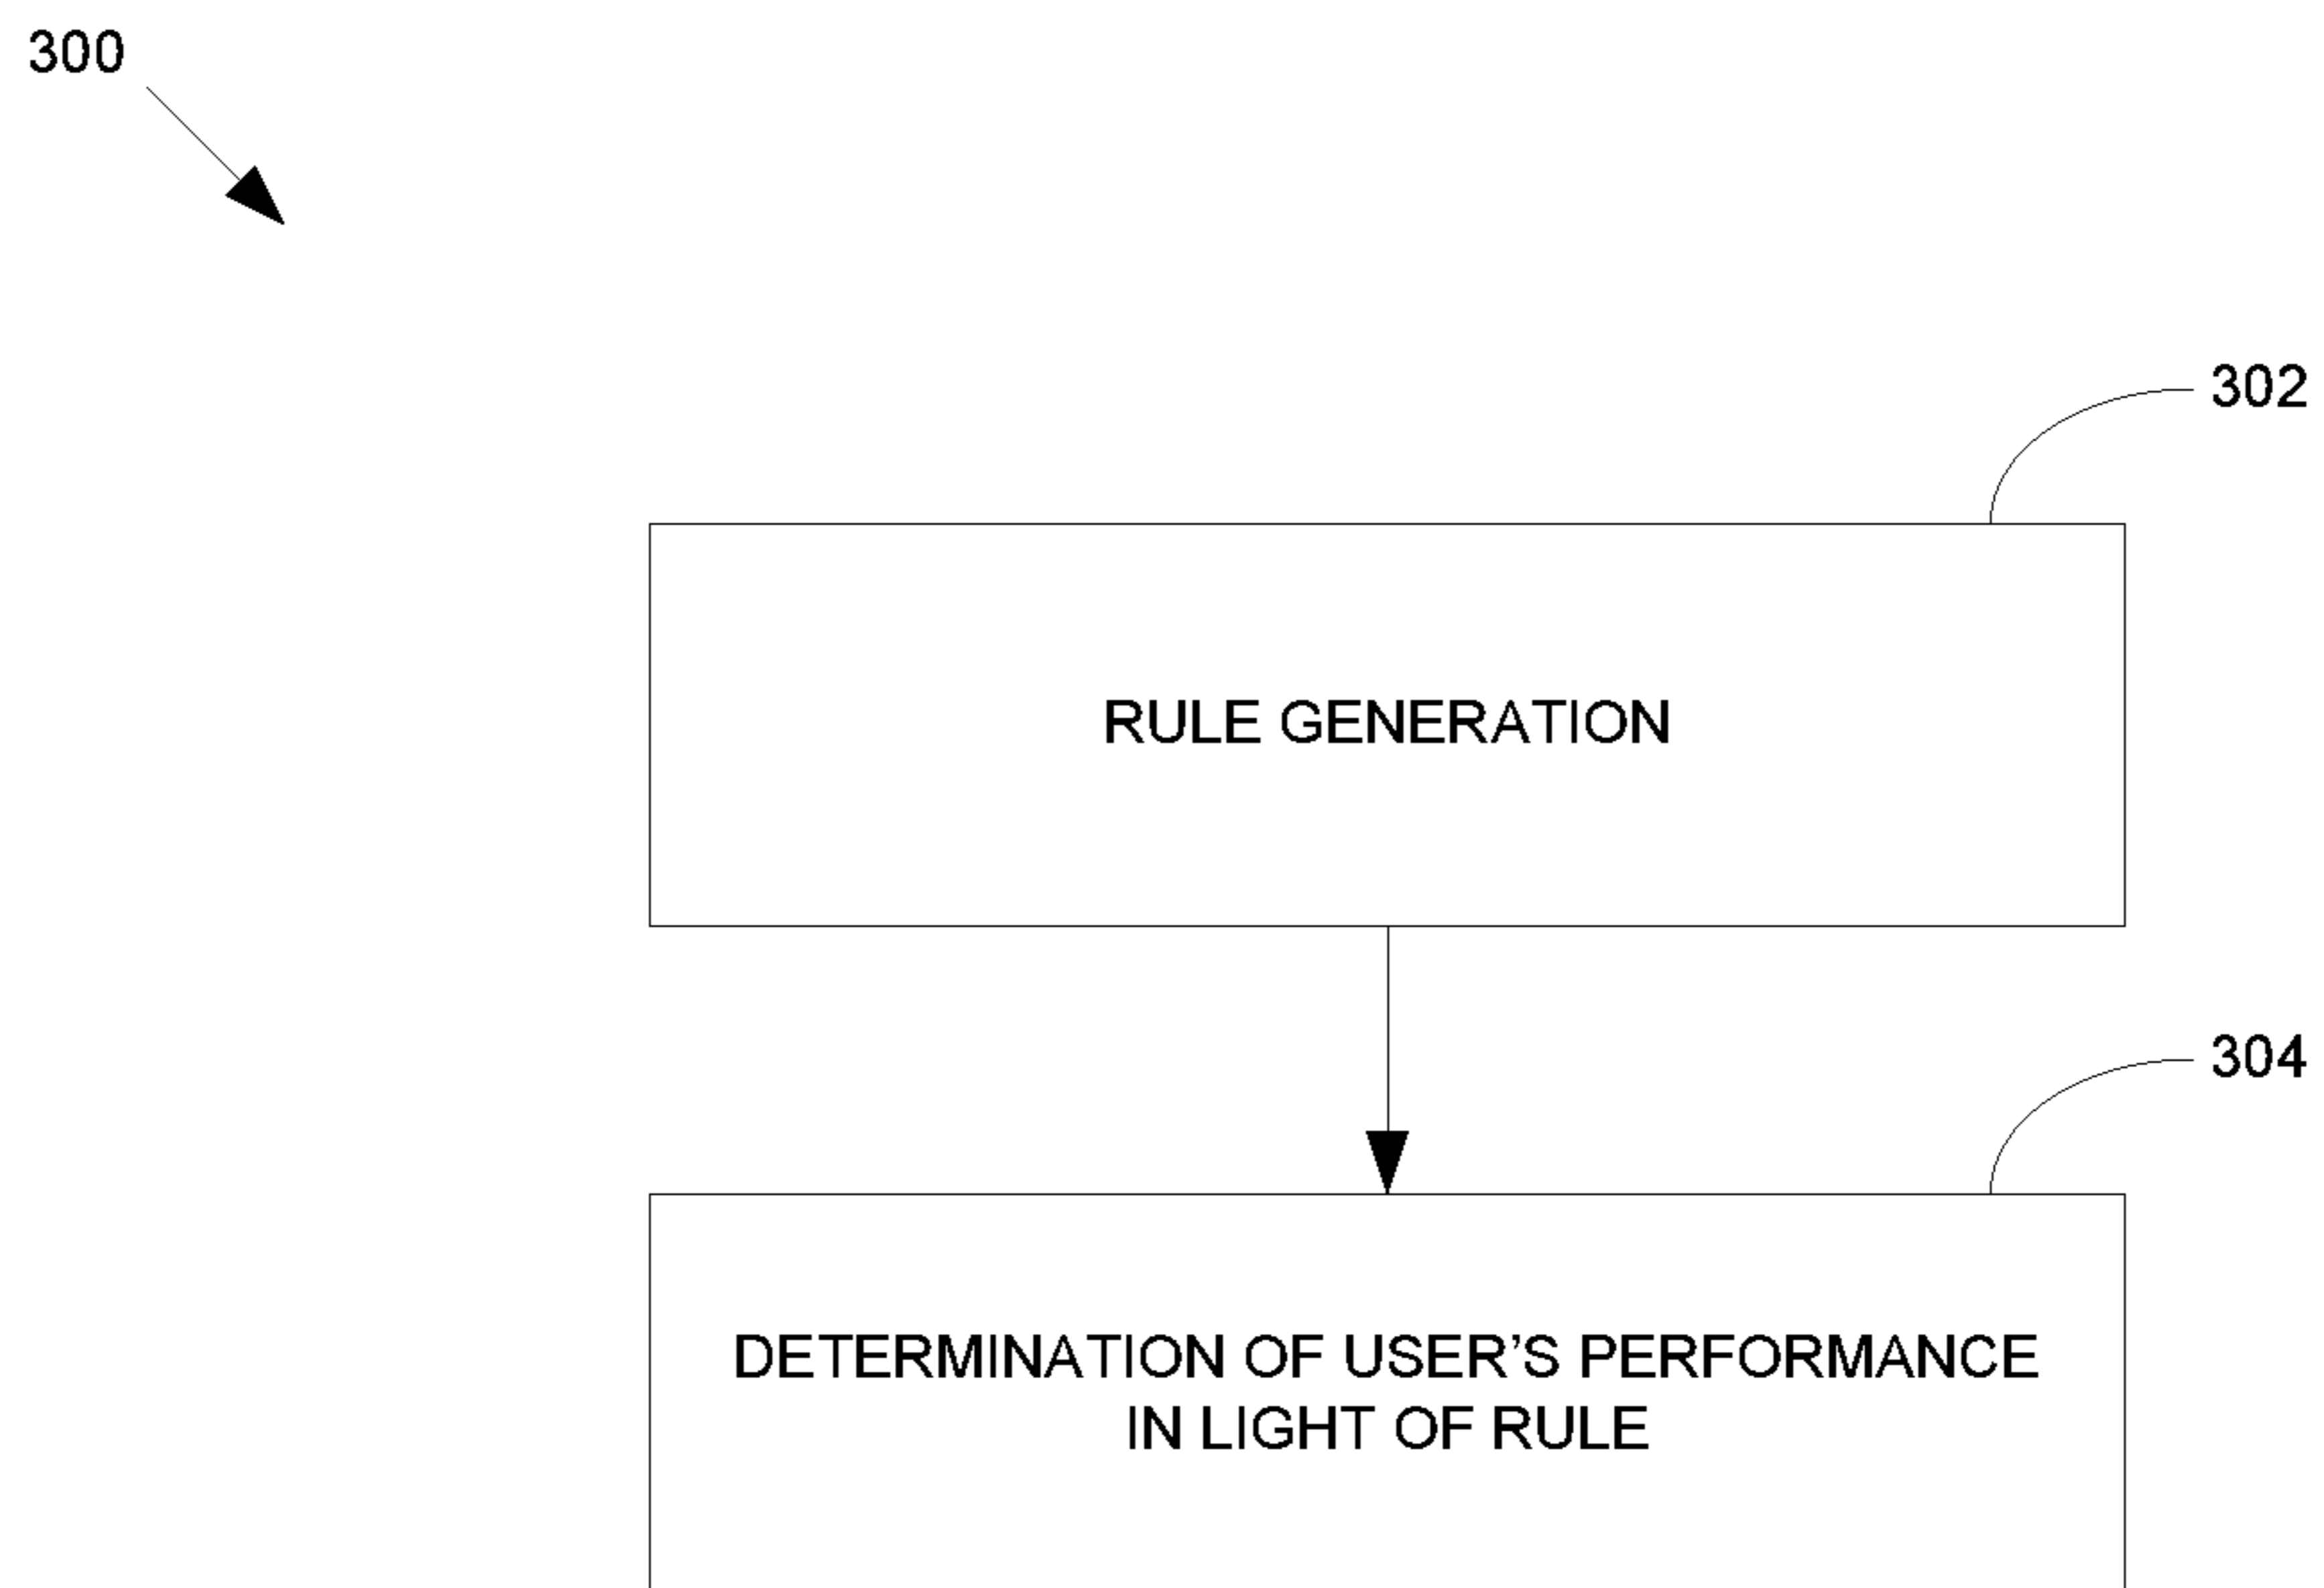 300
302
RULE GENERATION
304
DETERMINATION OF USER'S PERFORMANCE
IN LIGHT OF RULE